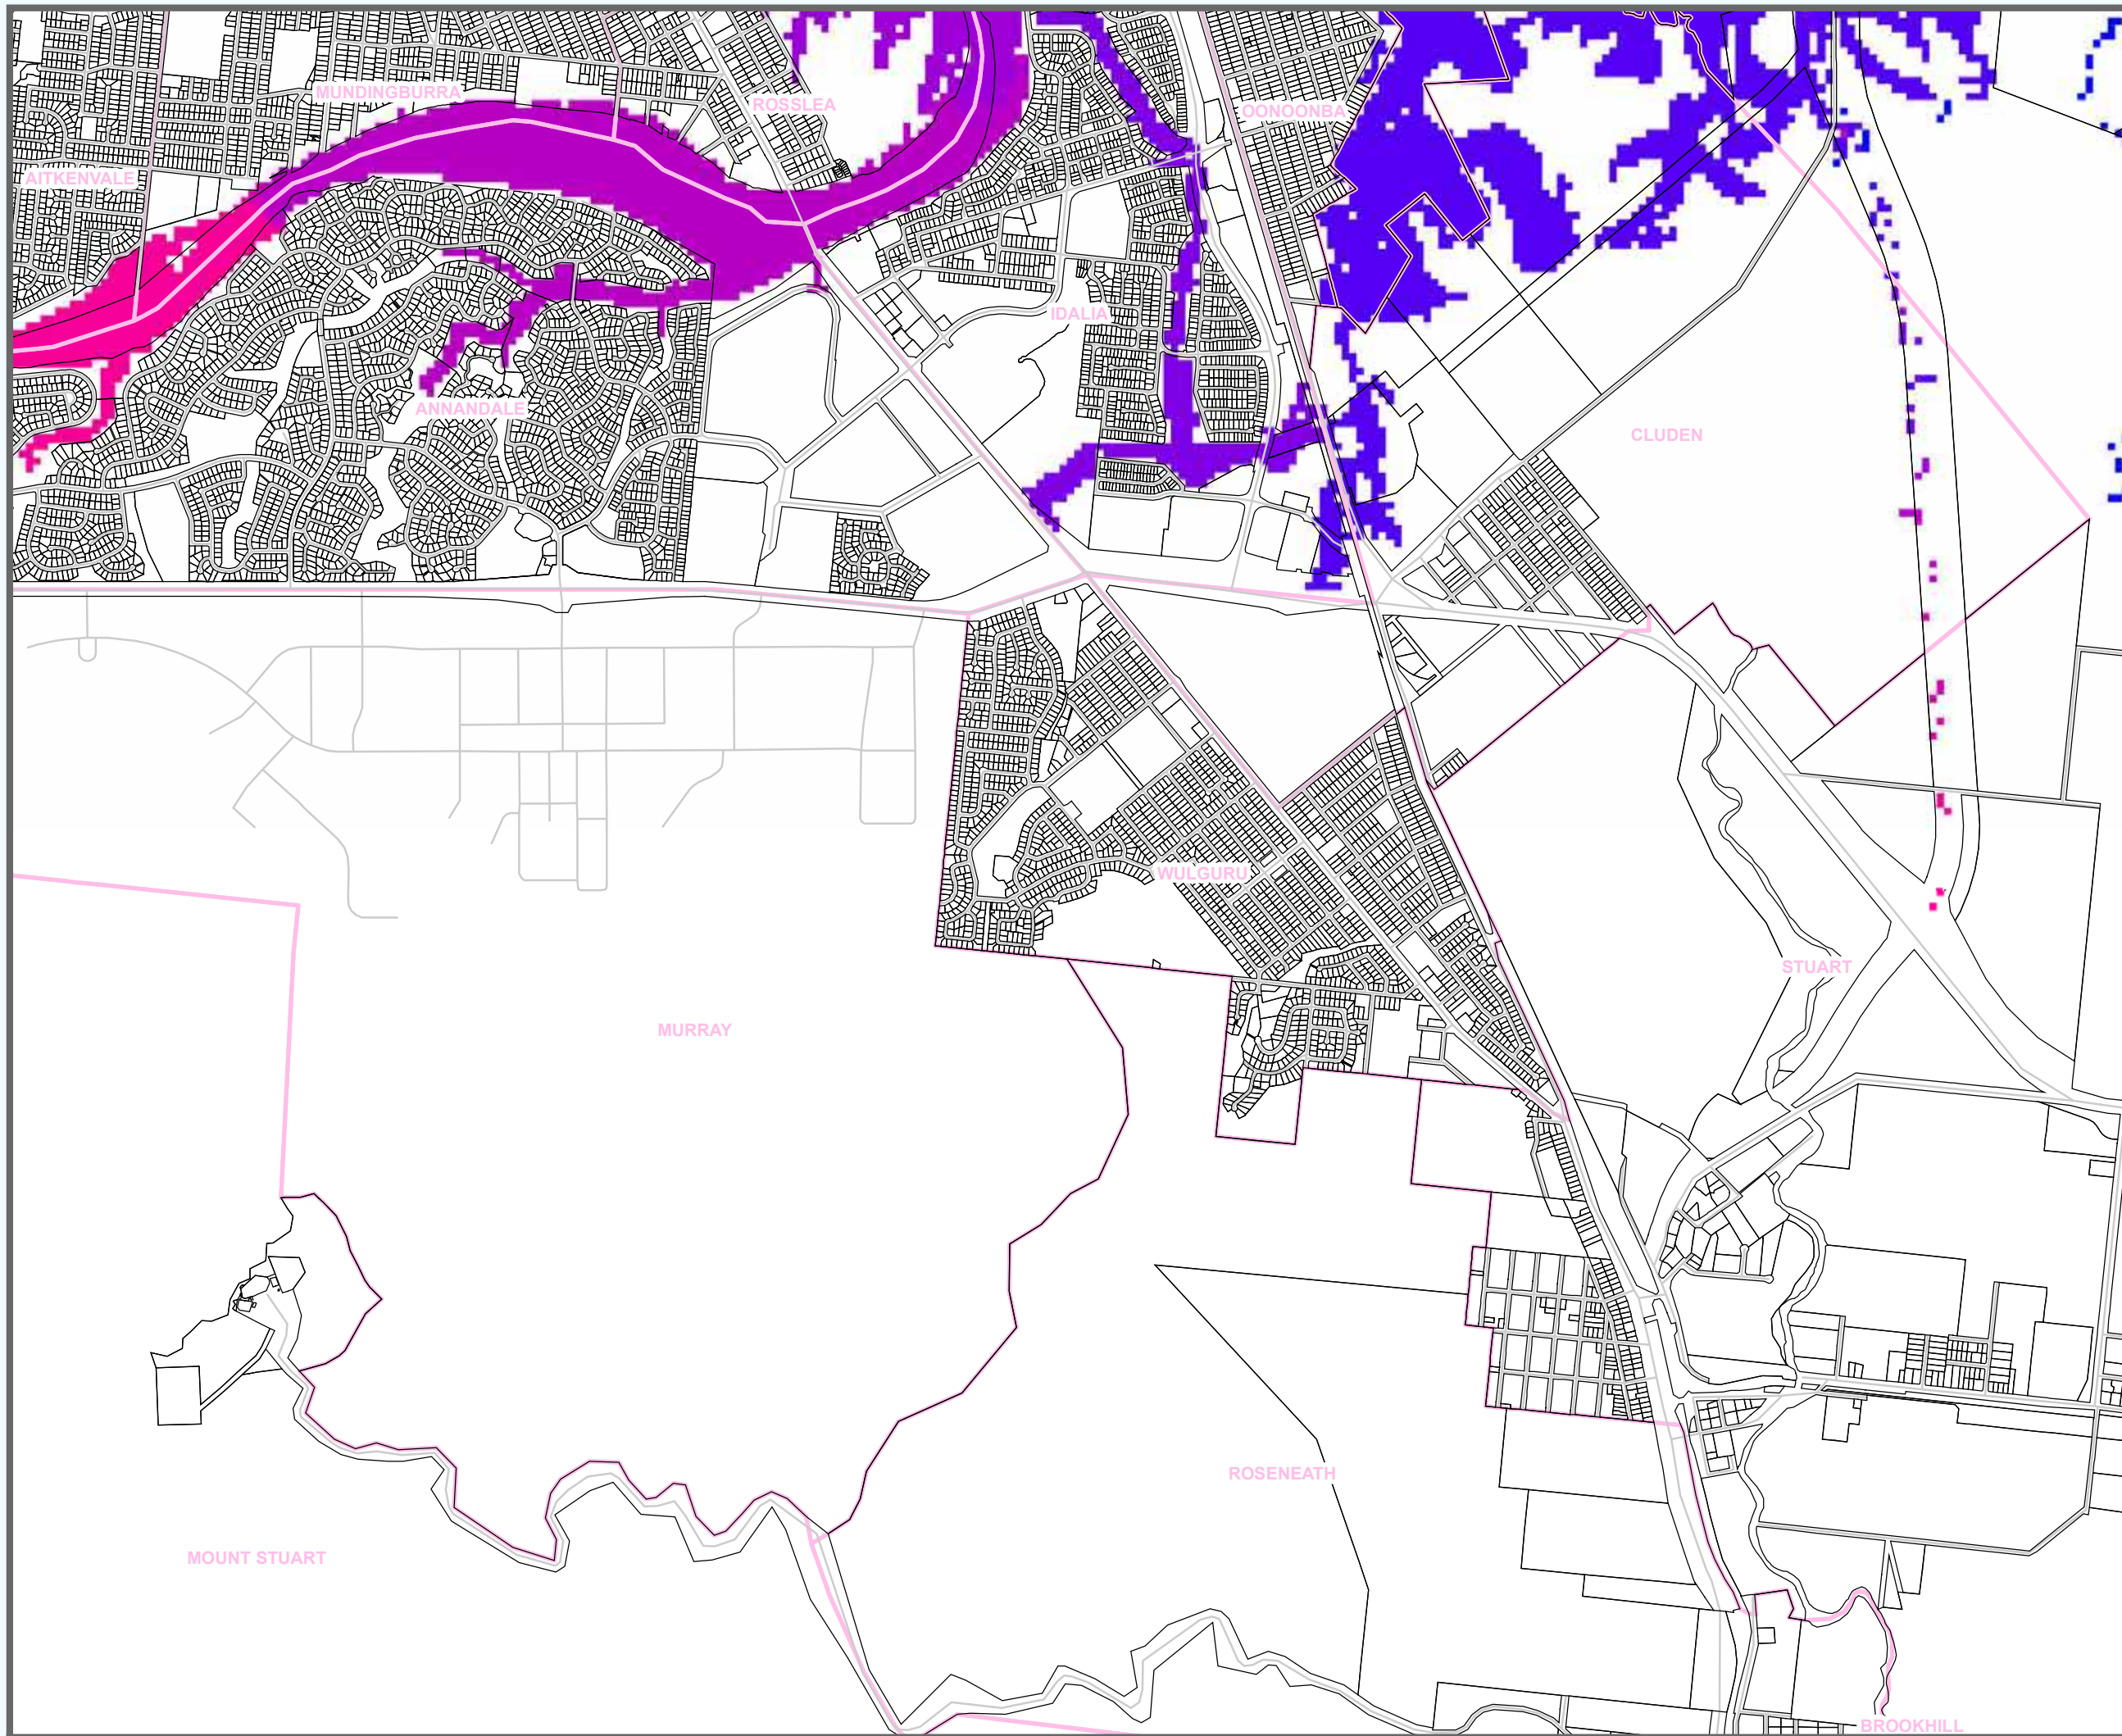 MUNDINGBURRA
ROSSLEA
OONOONBA
AITKENVALE
IDALIA
ANNANDALE
CLUDEN
WULGURU
STUART
MURRAY
ROSENEATH
MOUNT STUART
BROOKHILL